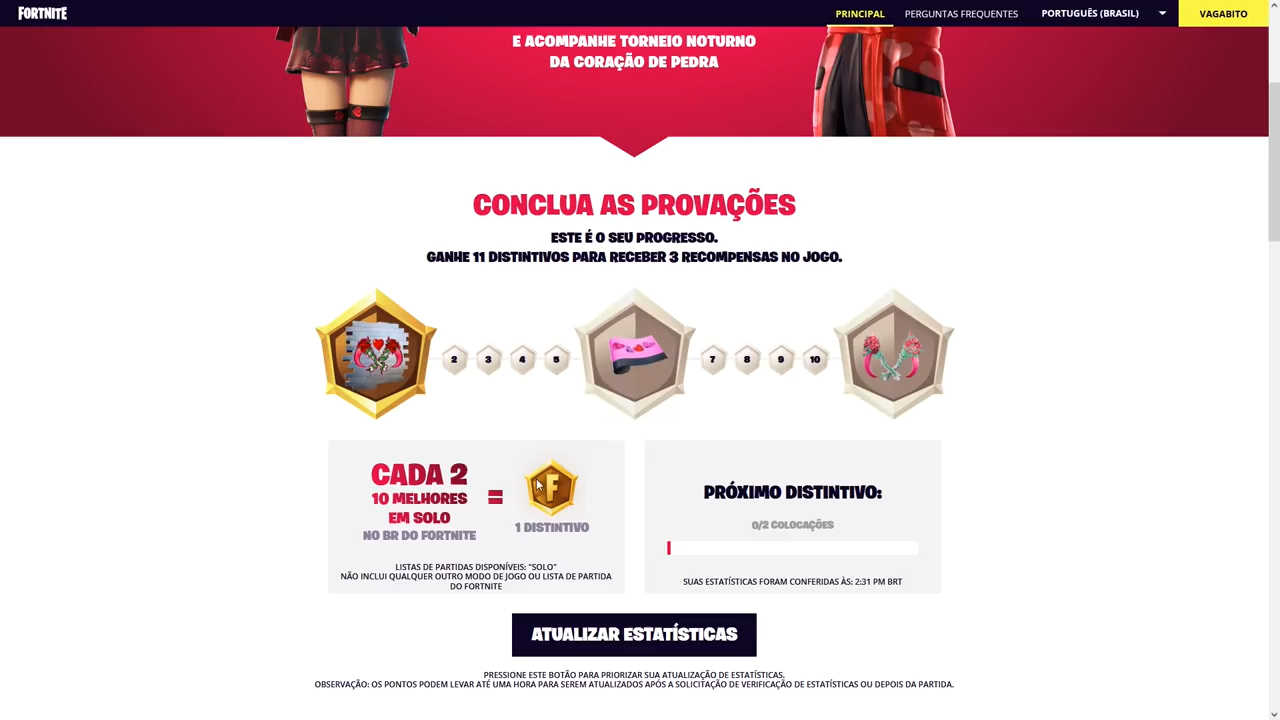 FORTNITE
PRINCIPAL
PERGUNTAS FREQUENTES
PORTUGUÊS (BRASIL)
VAGABITO
E ACOMPANHE TORNEIO NOTURNO
DA CORAÇÃO DE PEDRA
CONCLUA AS PROVAÇÕES
ESTE É O SEU PROGRESSO.
GANHE 11 DISTINTIVOS PARA RECEBER 3 RECOMPENSAS NO JOGO.
2 3 4 5 7 8 9 10
CADA 2
10 MELHORES
EM SOLO
NO BR DO FORTNITE
=
F
1 DISTINTIVO
LISTAS DE PARTIDAS DISPONÍVEIS: "SOLO"
NÃO INCLUI QUALQUER OUTRO MODO DE JOGO OU LISTA DE PARTIDA
DO FORTNITE
PRÓXIMO DISTINTIVO:
0/2 COLOCAÇÕES
SUAS ESTATÍSTICAS FORAM CONFERIDAS ÀS: 2:31 PM BRT
ATUALIZAR ESTATÍSTICAS
PRESSIONE ESTE BOTÃO PARA PRIORIZAR SUA ATUALIZAÇÃO DE ESTATÍSTICAS.
OBSERVAÇÃO: OS PONTOS PODEM LEVAR ATÉ UMA HORA PARA SEREM ATUALIZADOS APÓS A SOLICITAÇÃO DE VERIFICAÇÃO DE ESTATÍSTICAS OU DEPOIS DA PARTIDA.